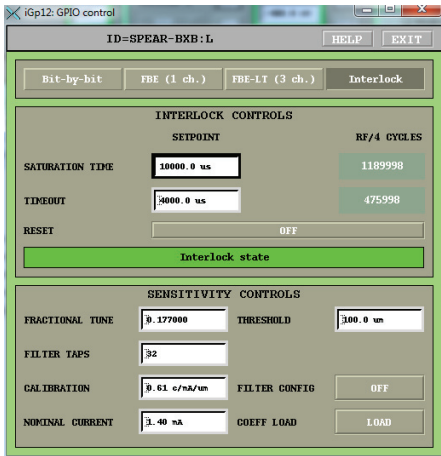 iGp12: GPIO control
ID=SPEAR-BXB:L HELP EXIT
Bit-by-bit FBE (1 ch.) FBE-LT (3 ch.) Interlock
INTERLOCK CONTROLS
SETPOINT RF/4 CYCLES
SATURATION TIME 10000.0 us 1189998
TIMEOUT 4000.0 us 475998
RESET OFF
Interlock state
SENSITIVITY CONTROLS
FRACTIONAL TUNE 0.177000 THRESHOLD 100.0 um
FILTER TAPS 32
CALIBRATION 0.61 c/mA/um FILTER CONFIG OFF
NOMINAL CURRENT 1.40 mA COEFF LOAD LOAD